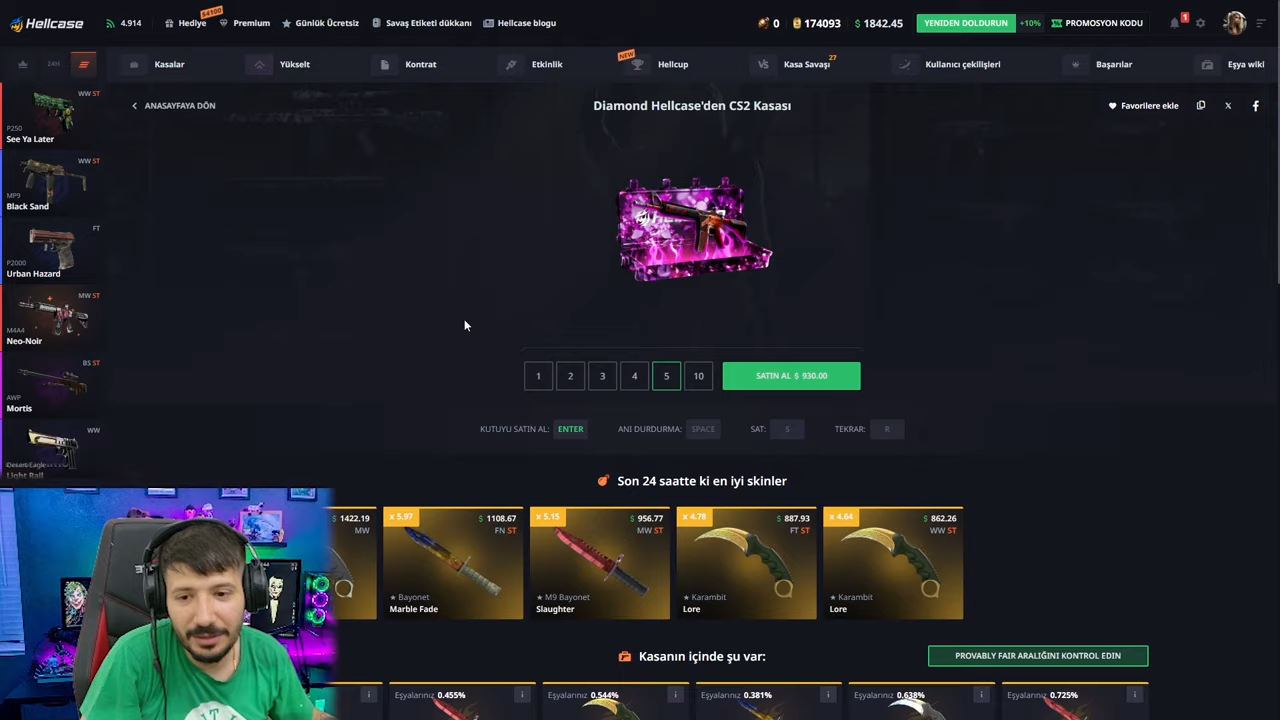 Hellcase
4.914
Hediye
$4100
Premium
Günlük Ücretsiz
Savaş Etiketi dükkanı
Hellcase blogu
0
174093
$ 1842.45
YENİDEN DOLDURUN
+10%
PROMOSYON KODU
1
24H
Kasalar
Yükselt
Kontrat
Etkinlik
NEW
Hellcup
VS
Kasa Savaşı
27
Kullanıcı çekilişleri
Başarılar
Eşya wiki
ANASAYFAYA DÖN
Diamond Hellcase'den CS2 Kasası
Favorilere ekle
WW ST
P250
See Ya Later
WW ST
MP9
Black Sand
FT
P2000
Urban Hazard
MW ST
M4A4
Neo-Noir
BS ST
AWP
Mortis
WW
Desert Eagle
Light Rail
1
2
3
4
5
10
SATIN AL $ 930.00
KUTUYU SATIN AL: ENTER
ANI DURDURMA: SPACE
SAT: S
TEKRAR: R
Son 24 saatte ki en iyi skinler
$ 1422.19
MW
x 5.97
$ 1108.67
FN ST
★ Bayonet
Marble Fade
x 5.15
$ 956.77
MW ST
★ M9 Bayonet
Slaughter
x 4.78
$ 887.93
FT ST
★ Karambit
Lore
x 4.64
$ 862.26
WW ST
★ Karambit
Lore
Kasanın içinde şu var:
PROVABLY FAIR ARALIĞINI KONTROL EDIN
Eşyalarınız 0.455%
Eşyalarınız 0.544%
Eşyalarınız 0.381%
Eşyalarınız 0.638%
Eşyalarınız 0.725%